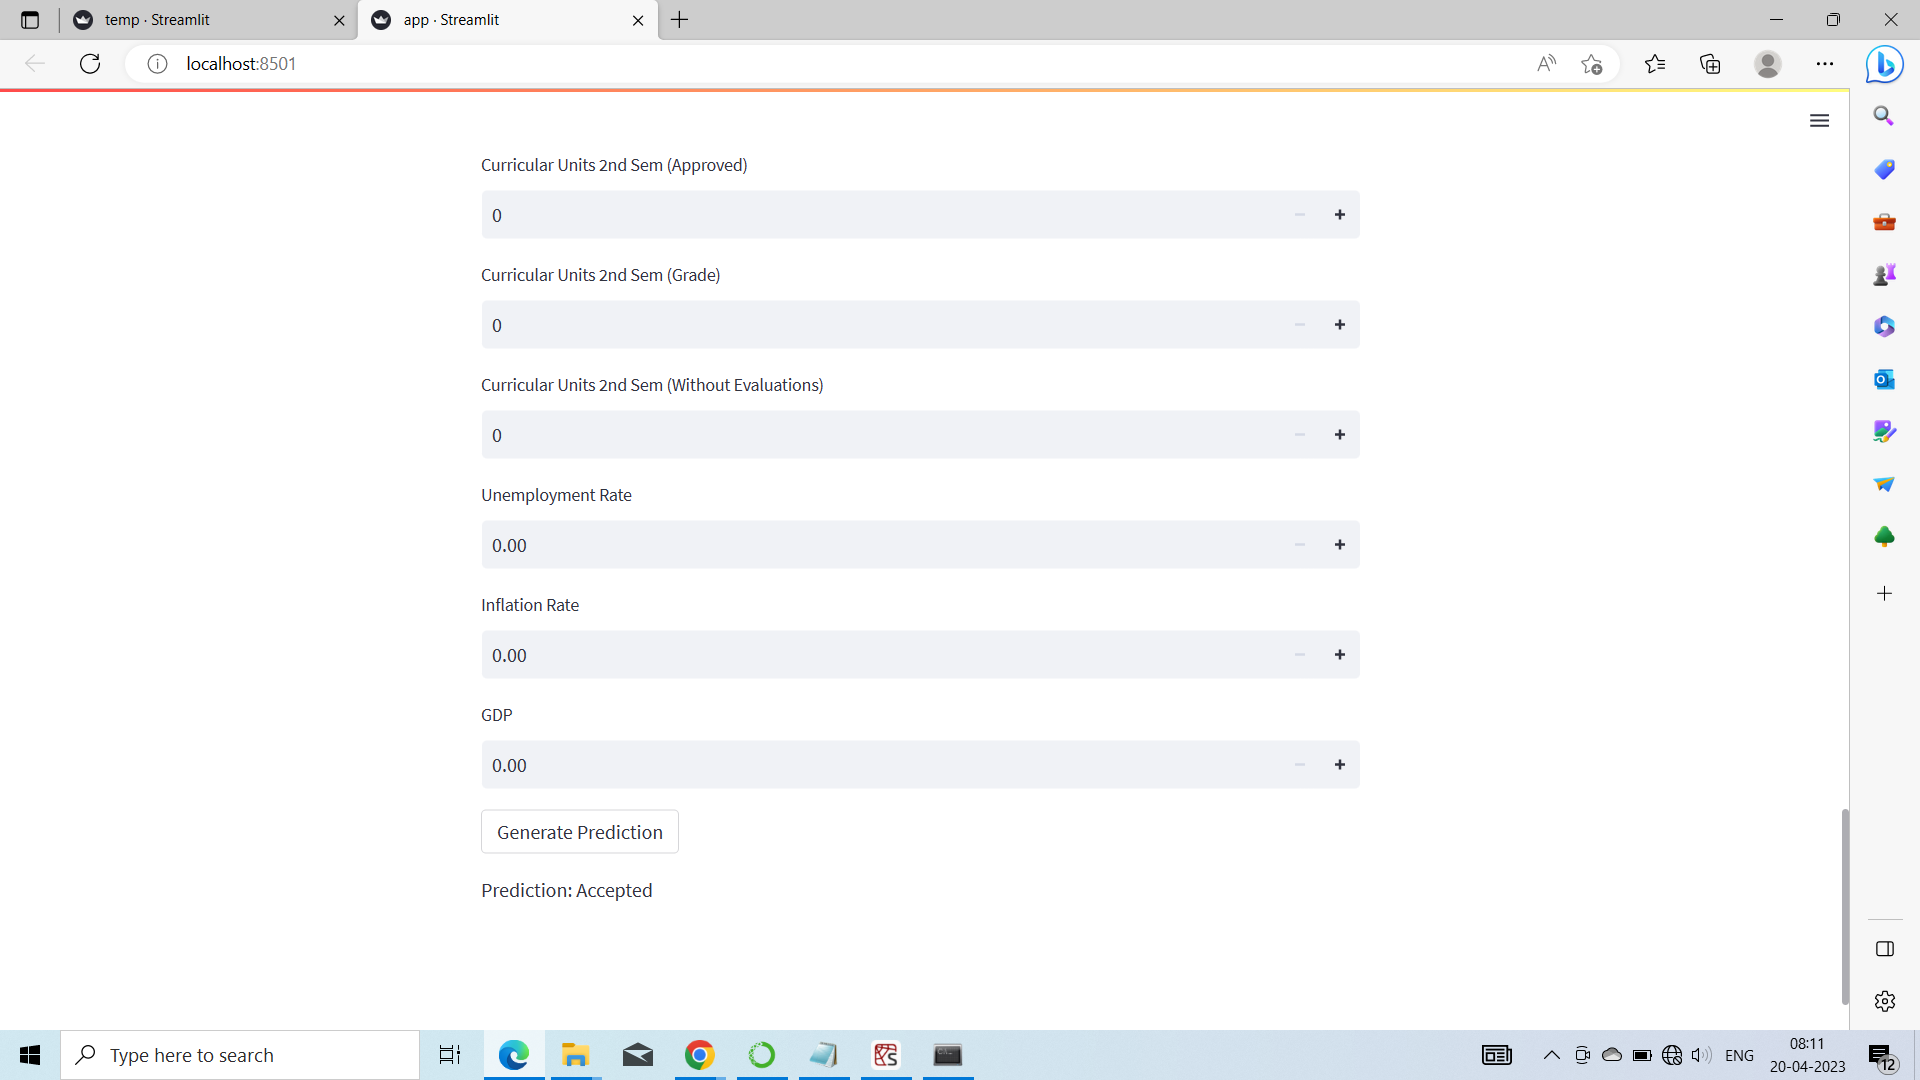 temp · Streamlit
app · Streamlit
localhost:8501
Curricular Units 2nd Sem (Approved)
0
Curricular Units 2nd Sem (Grade)
0
Curricular Units 2nd Sem (Without Evaluations)
0
Unemployment Rate
0.00
Inflation Rate
0.00
GDP
0.00
Generate Prediction
Prediction: Accepted
Type here to search
ENG
08:11
20-04-2023
12